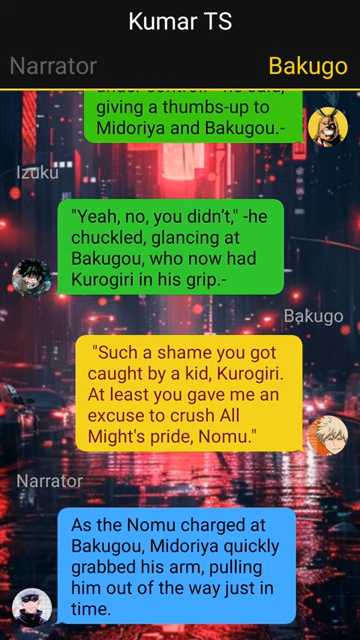 Kumar TS
Narrator
Bakugo
under control." -he said,
giving a thumbs-up to
Midoriya and Bakugou.-
Izuku
"Yeah, no, you didn't," -he
chuckled, glancing at
Bakugou, who now had
Kurogiri in his grip.-
Bakugo
"Such a shame you got
caught by a kid, Kurogiri.
At least you gave me an
excuse to crush All
Might's pride, Nomu."
Narrator
As the Nomu charged at
Bakugou, Midoriya quickly
grabbed his arm, pulling
him out of the way just in
time.